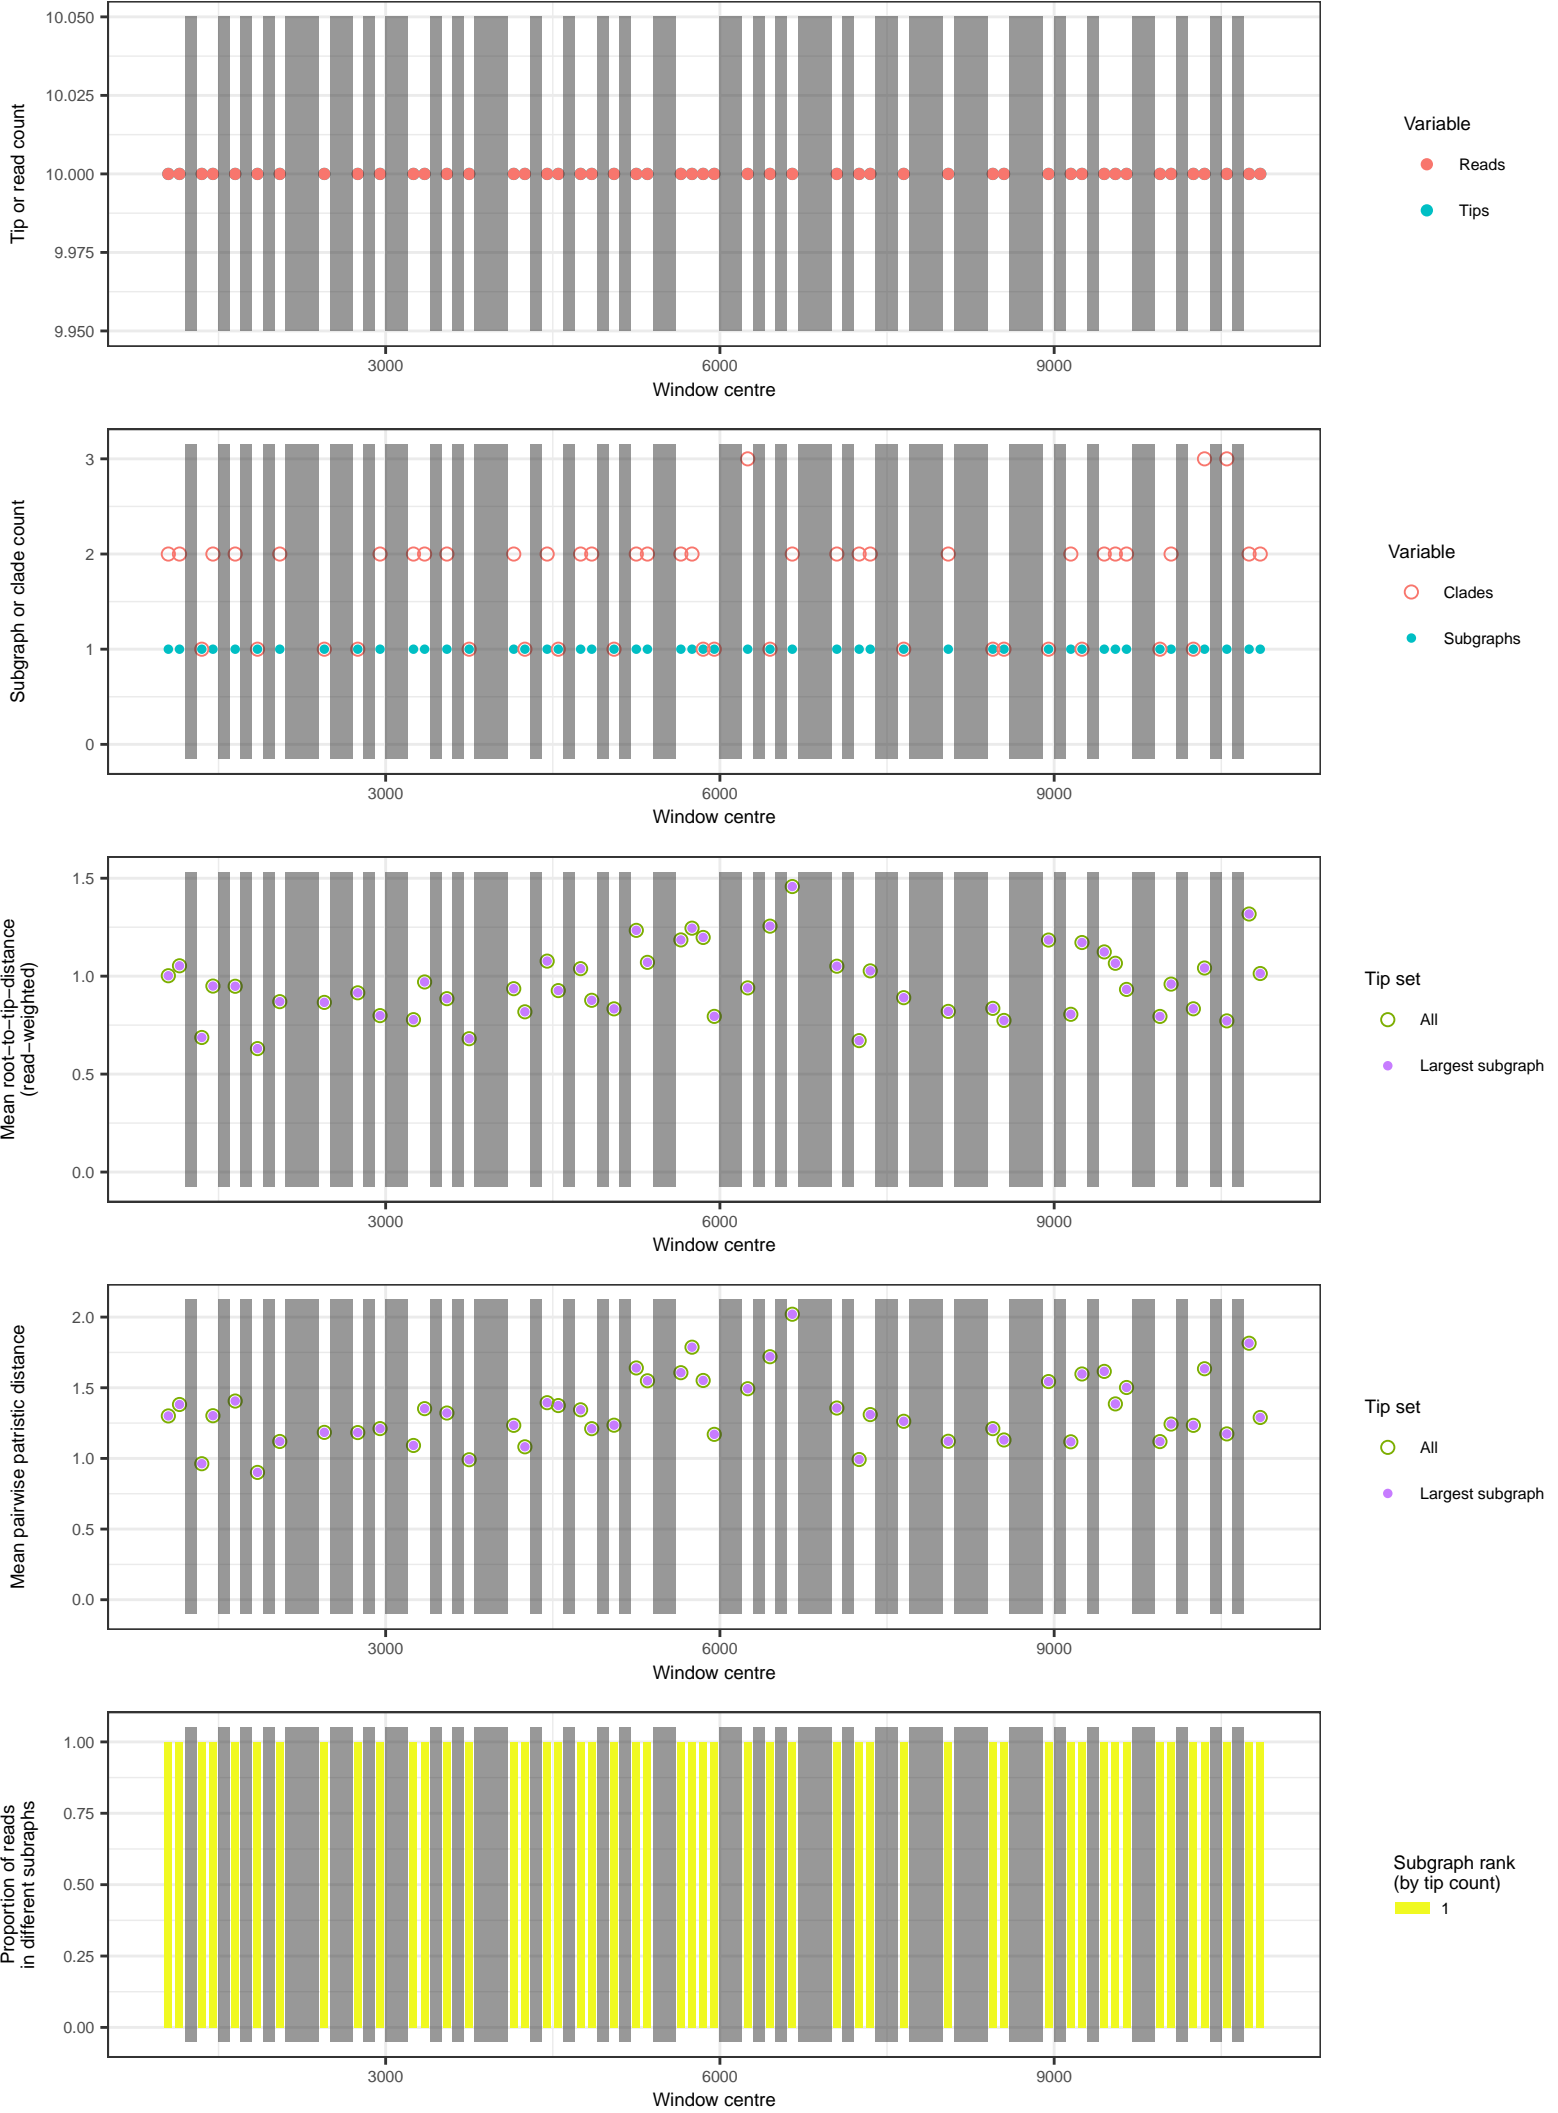 10.050
10.025
10.000
9.975
9.950
Tip or read count
3000
6000
9000
Window centre
Variable
Reads
Tips
3
2
1
0
Subgraph or clade count
3000
6000
9000
Window centre
Variable
Clades
Subgraphs
1.5
1.0
0.5
0.0
Mean root−to−tip−distance
(read−weighted)
3000
6000
9000
Window centre
Tip set
All
Largest subgraph
2.0
1.5
1.0
0.5
0.0
Mean pairwise patristic distance
3000
6000
9000
Window centre
Tip set
All
Largest subgraph
1.00
0.75
0.50
0.25
0.00
Proportion of reads
in different subraphs
3000
6000
9000
Window centre
Subgraph rank
(by tip count)
1